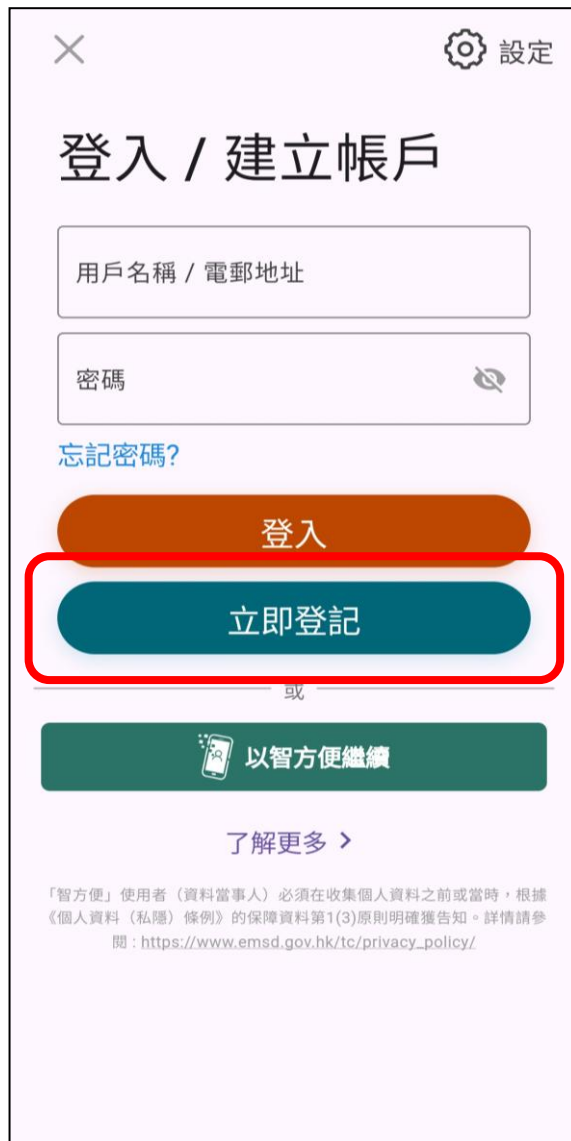 設定
登入 / 建立帳戶
用戶名稱 / 電郵地址
密碼
忘記密碼?
登入
立即登記
或
以智方便繼續
了解更多
「智方便」使用者（資料當事人）必須在收集個人資料之前或當時，根據
《個人資料（私隱）條例》的保障資料第1(3)原則明確獲告知。詳情請參
閱 : https://www.emsd.gov.hk/tc/privacy_policy/